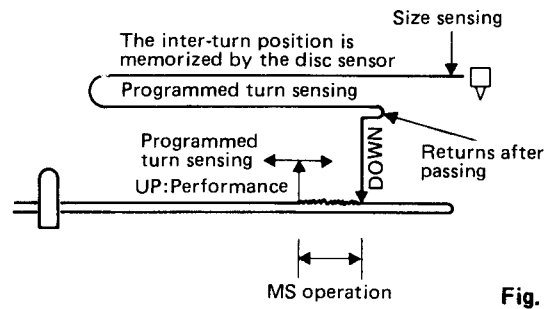 Size sensing
The inter-turn position is
memorized by the disc sensor
Programmed turn sensing
Programmed
turn sensing
UP:Performance
DOWN
Returns after
passing
MS operation
Fig.